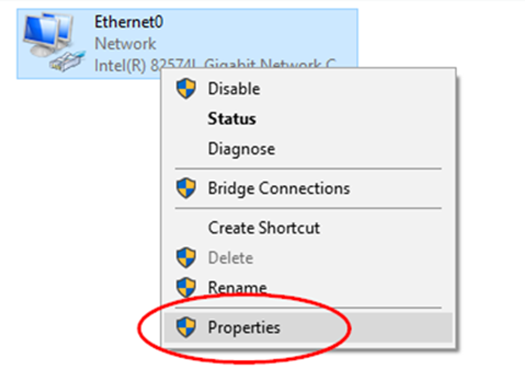 Ethernet0
Network
Intel(R) 82574L Gigabit Network C...
Disable
Status
Diagnose
Bridge Connections
Create Shortcut
Delete
Rename
Properties